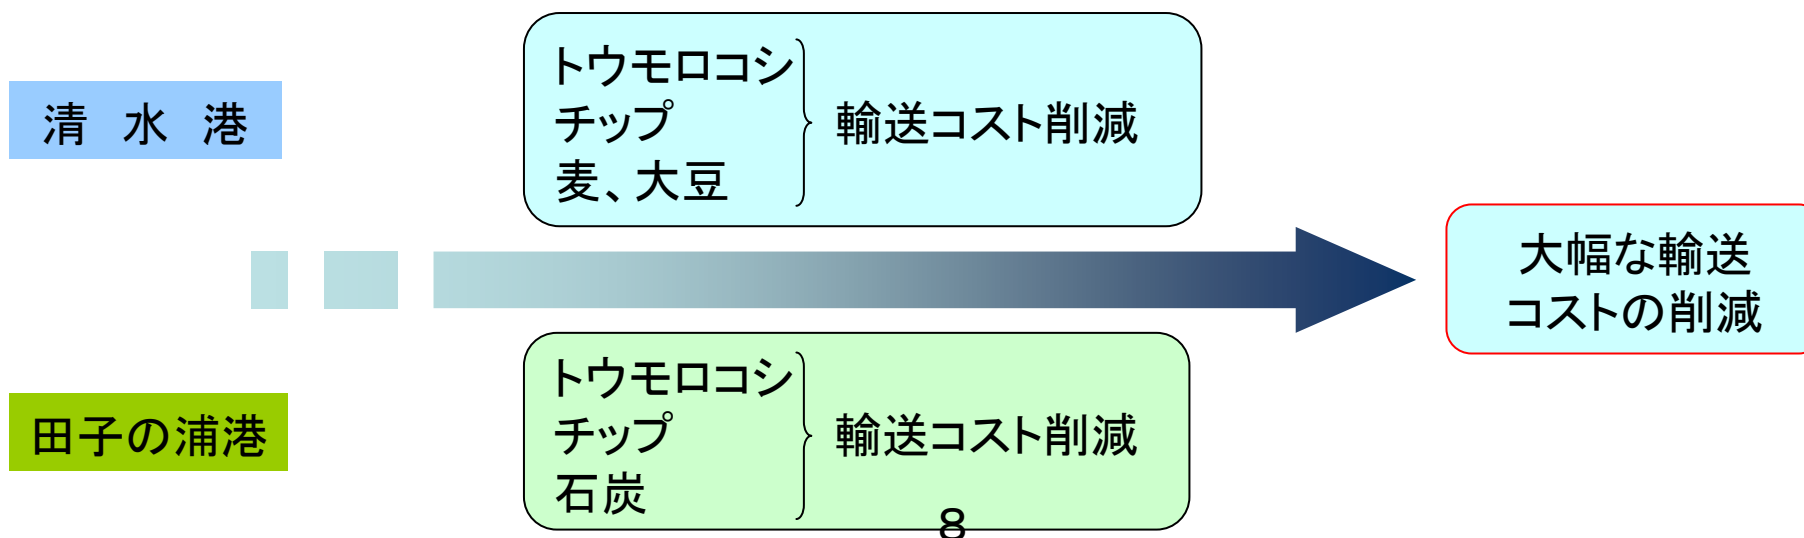 清 水 港
トウモロコシ
チップ
麦、大豆
輸送コスト削減
大幅な輸送
コストの削減
田子の浦港
トウモロコシ
チップ
石炭
輸送コスト削減
8